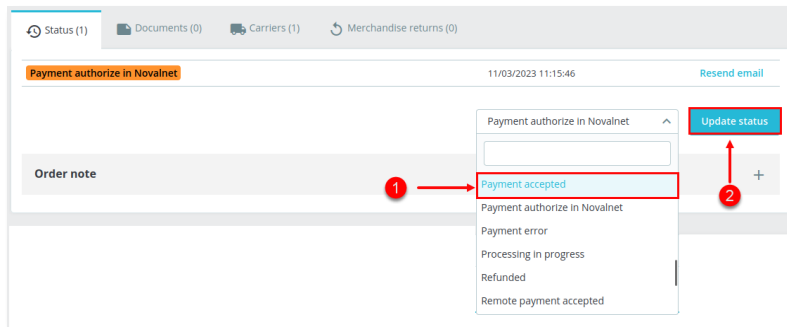 Status (1) Documents (0) Carriers (1) Merchandise returns (0)
Payment authorize in Novalnet 11/03/2023 11:15:46 Resend email
Payment authorize in Novalnet Update status
Order note
1 Payment accepted 2
Payment authorize in Novalnet
Payment error
Processing in progress
Refunded
Remote payment accepted